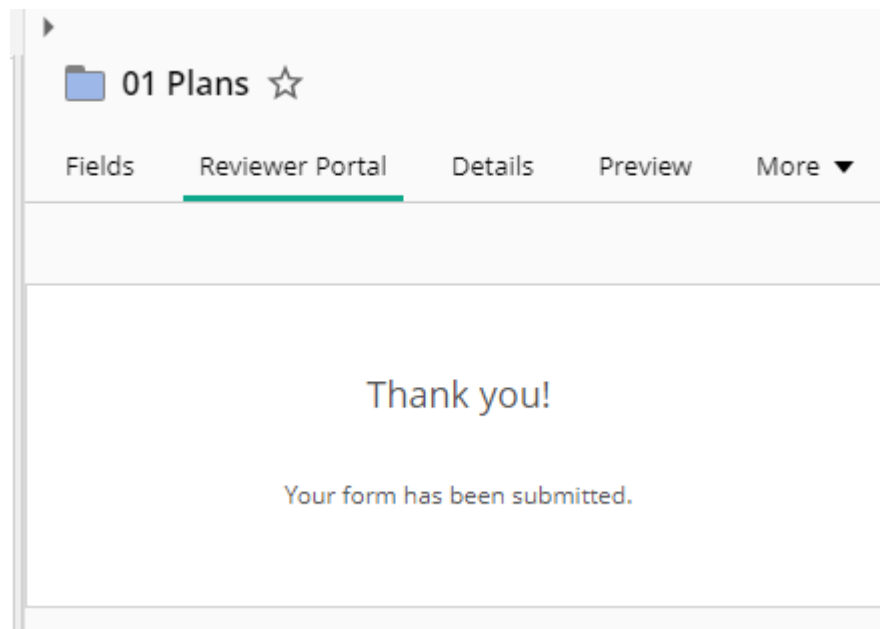 01 Plans
Fields Reviewer Portal Details Preview More
Thank you!
Your form has been submitted.